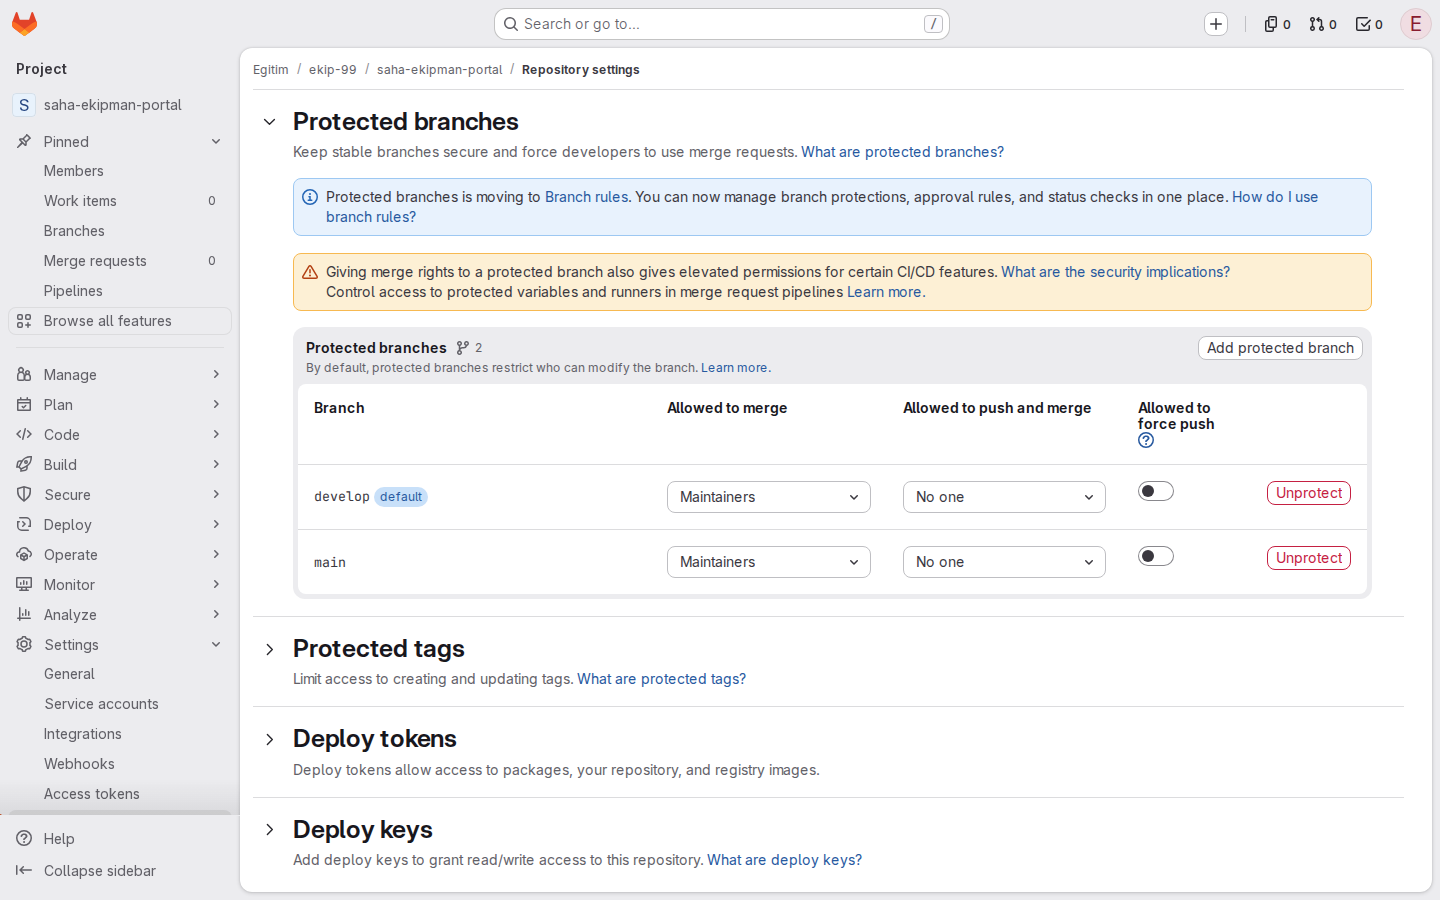 Search or go to...
/
0
0
0
E
Project
S
saha-ekipman-portal
Pinned
Members
Work items
0
Branches
Merge requests
0
Pipelines
Browse all features
Manage
Plan
Code
Build
Secure
Deploy
Operate
Monitor
Analyze
Settings
General
Service accounts
Integrations
Webhooks
Access tokens
Help
Collapse sidebar
Egitim / ekip-99 / saha-ekipman-portal / Repository settings
Protected branches
Keep stable branches secure and force developers to use merge requests. What are protected branches?
Protected branches is moving to Branch rules. You can now manage branch protections, approval rules, and status checks in one place. How do I use
branch rules?
Giving merge rights to a protected branch also gives elevated permissions for certain CI/CD features. What are the security implications?
Control access to protected variables and runners in merge request pipelines Learn more.
Protected branches 2
Add protected branch
By default, protected branches restrict who can modify the branch. Learn more.
Branch
Allowed to merge
Allowed to push and merge
Allowed to
force push
develop default
Maintainers
No one
Unprotect
main
Maintainers
No one
Unprotect
Protected tags
Limit access to creating and updating tags. What are protected tags?
Deploy tokens
Deploy tokens allow access to packages, your repository, and registry images.
Deploy keys
Add deploy keys to grant read/write access to this repository. What are deploy keys?